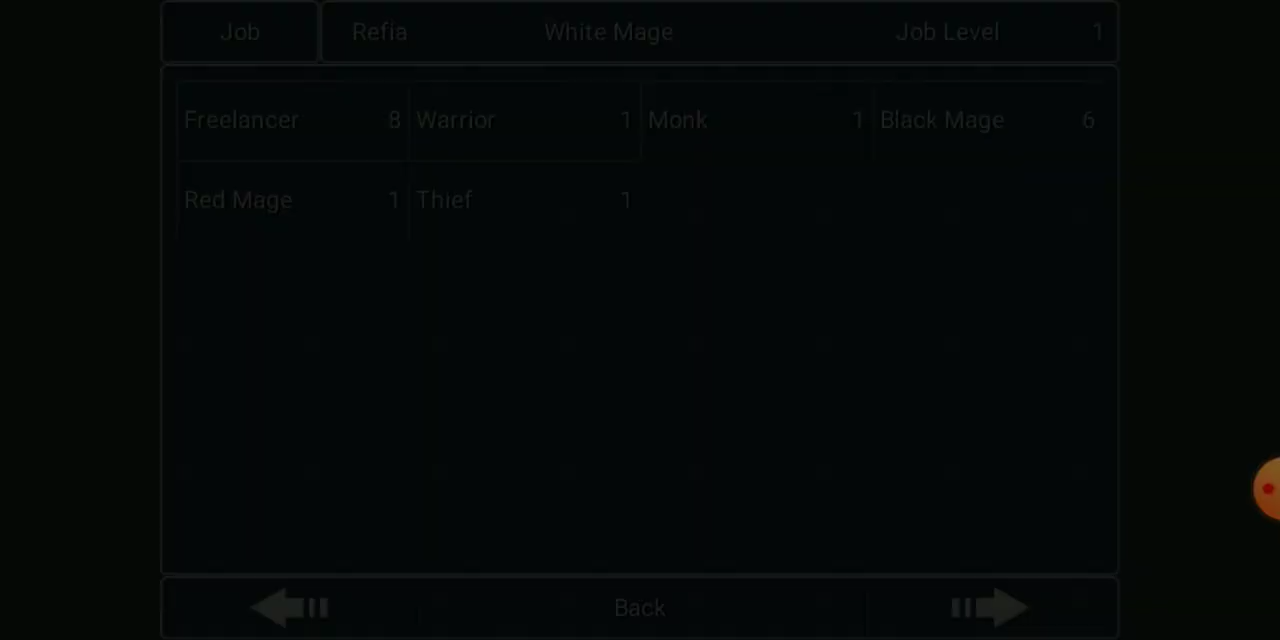 Job Refia White Mage Job Level 1
Freelancer 8 Warrior 1 Monk 1 Black Mage 6
Red Mage 1 Thief 1
Back